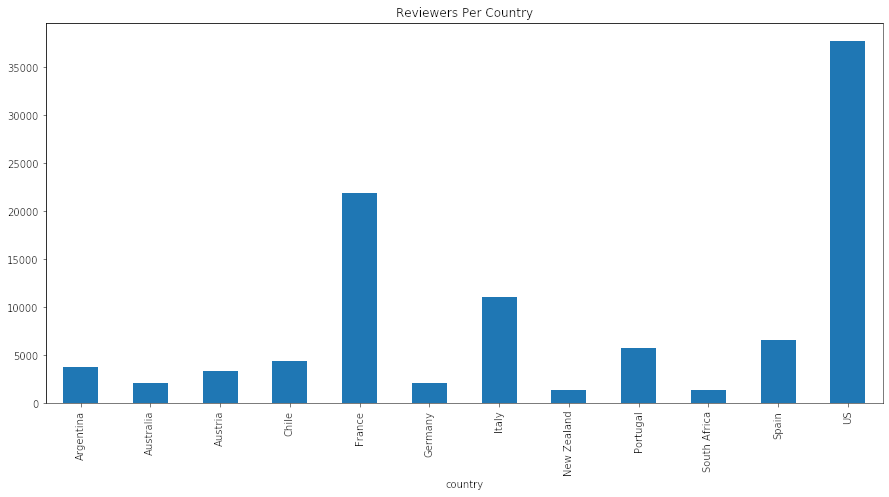 Reviewers Per Country
35000
30000
25000
20000
15000
10000
5000
0
Argentina
Australia
Austria
Chile
France
Germany
Italy
New Zealand
Portugal
South Africa
Spain
US
country